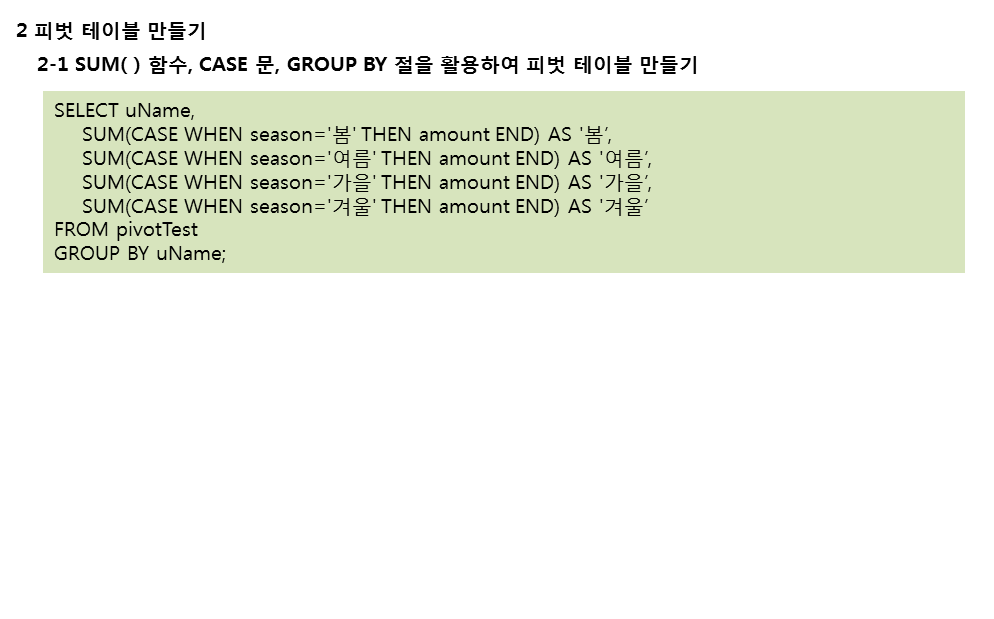 2 피벗 테이블 만들기
2-1 SUM( ) 함수, CASE 문, GROUP BY 절을 활용하여 피벗 테이블 만들기
SELECT uName,
SUM(CASE WHEN season='봄' THEN amount END) AS '봄’,
SUM(CASE WHEN season='여름' THEN amount END) AS '여름’,
SUM(CASE WHEN season='가을' THEN amount END) AS '가을’,
SUM(CASE WHEN season='겨울' THEN amount END) AS '겨울’
FROM pivotTest
GROUP BY uName;